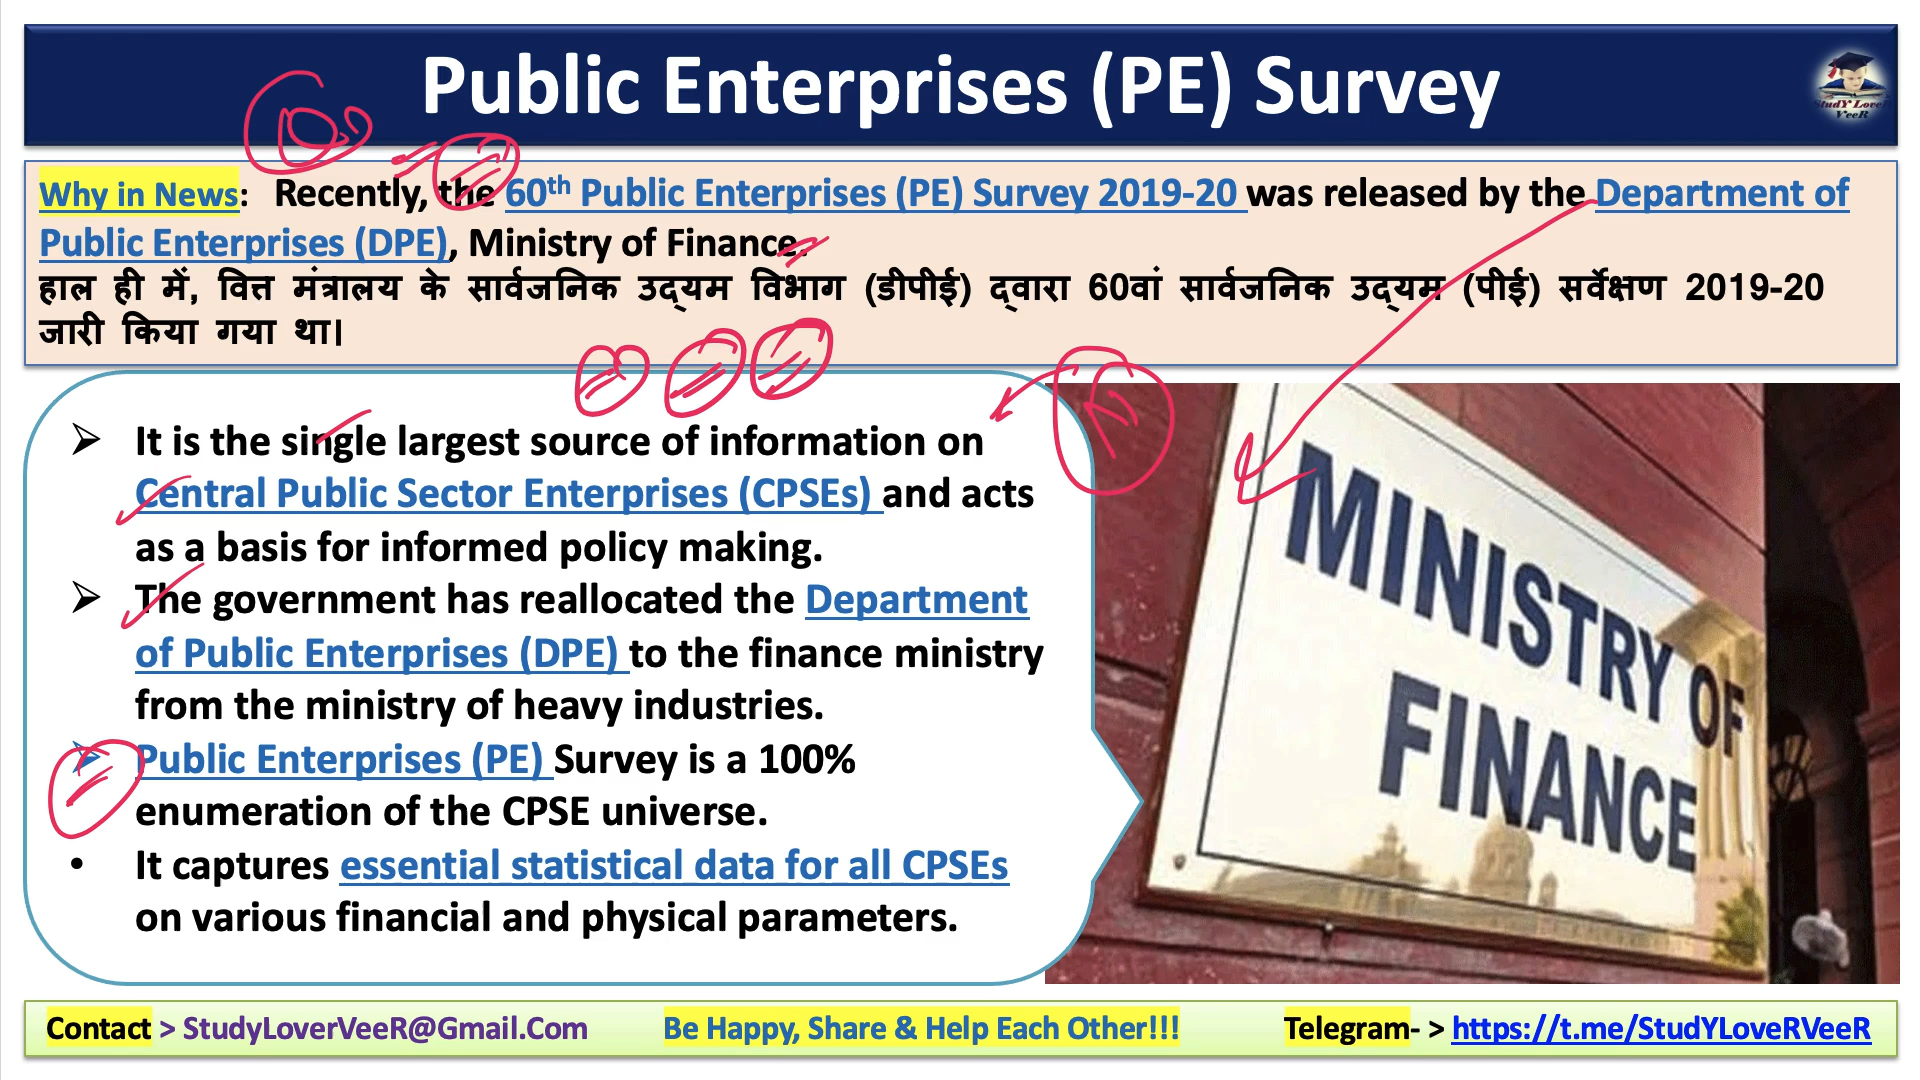 Public Enterprises (PE) Survey
StudY LoveR
VeeR
Why in News: Recently, the 60th Public Enterprises (PE) Survey 2019-20 was released by the Department of
Public Enterprises (DPE), Ministry of Finance.
हाल ही में, वित्त मंत्रालय के सार्वजनिक उद्यम विभाग (डीपीई) द्वारा 60वां सार्वजनिक उद्यम (पीई) सर्वेक्षण 2019-20
जारी किया गया था।
➢ It is the single largest source of information on
Central Public Sector Enterprises (CPSEs) and acts
as a basis for informed policy making.
➢ The government has reallocated the Department
of Public Enterprises (DPE) to the finance ministry
from the ministry of heavy industries.
➢ Public Enterprises (PE) Survey is a 100%
enumeration of the CPSE universe.
• It captures essential statistical data for all CPSEs
on various financial and physical parameters.
MINISTRY OF
FINANCE
Contact > StudyLoverVeeR@Gmail.Com Be Happy, Share & Help Each Other!!! Telegram- > https://t.me/StudYLoveRVeeR